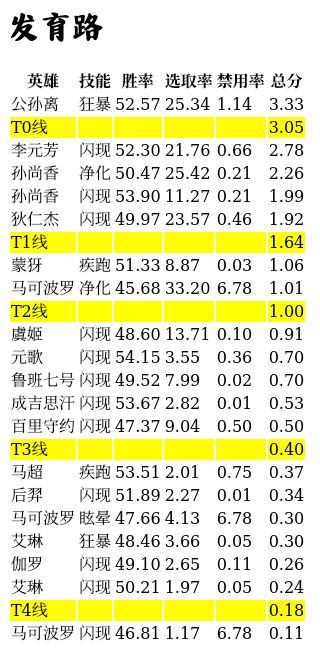 发育路
英雄 技能 胜率 选取率 禁用率 总分
公孙离 狂暴 52.57 25.34 1.14 3.33
T0线 3.05
李元芳 闪现 52.30 21.76 0.66 2.78
孙尚香 净化 50.47 25.42 0.21 2.26
孙尚香 闪现 53.90 11.27 0.21 1.99
狄仁杰 闪现 49.97 23.57 0.46 1.92
T1线 1.64
蒙犽 疾跑 51.33 8.87 0.03 1.06
马可波罗 净化 45.68 33.20 6.78 1.01
T2线 1.00
虞姬 闪现 48.60 13.71 0.10 0.91
元歌 闪现 54.15 3.55 0.36 0.70
鲁班七号 闪现 49.52 7.99 0.02 0.70
成吉思汗 闪现 53.67 2.82 0.01 0.53
百里守约 闪现 47.37 9.04 0.50 0.50
T3线 0.40
马超 疾跑 53.51 2.01 0.75 0.37
后羿 闪现 51.89 2.27 0.01 0.34
马可波罗 眩晕 47.66 4.13 6.78 0.30
艾琳 狂暴 48.46 3.66 0.05 0.30
伽罗 闪现 49.10 2.65 0.11 0.26
艾琳 闪现 50.21 1.97 0.05 0.24
T4线 0.18
马可波罗 闪现 46.81 1.17 6.78 0.11